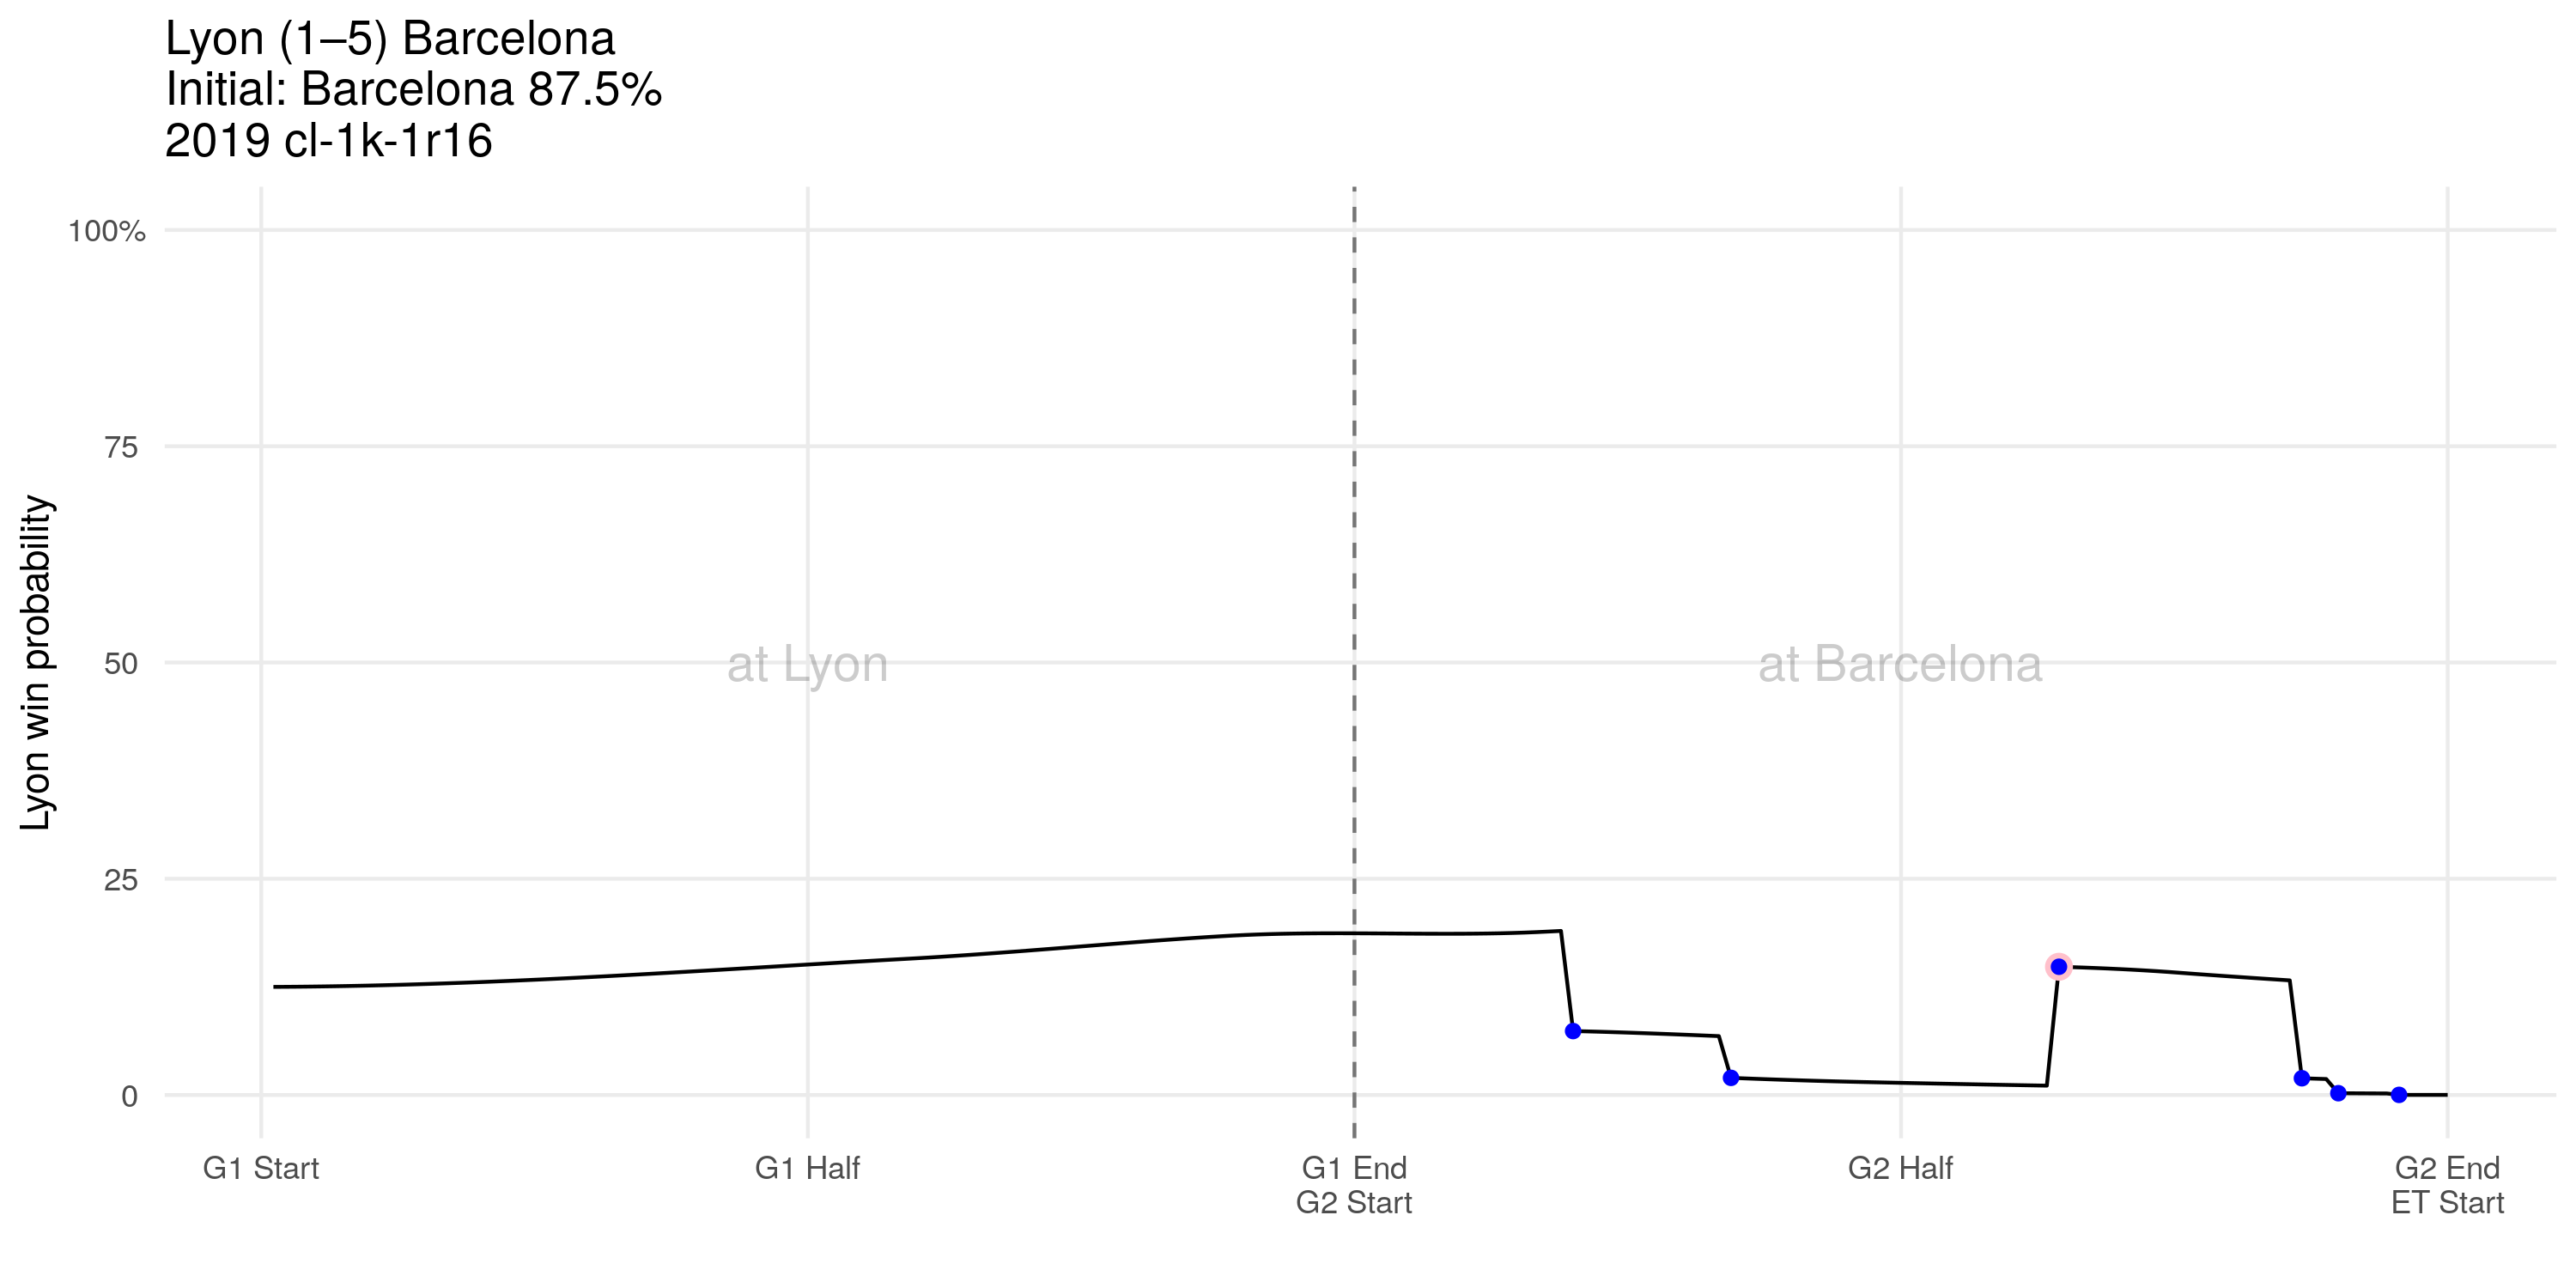 Lyon (1–5) Barcelona
Initial: Barcelona 87.5%
2019 cl-1k-1r16
Lyon win probability
100%
75
50
25
0
at Lyon
at Barcelona
G1 Start
G1 Half
G1 End
G2 Start
G2 Half
G2 End
ET Start